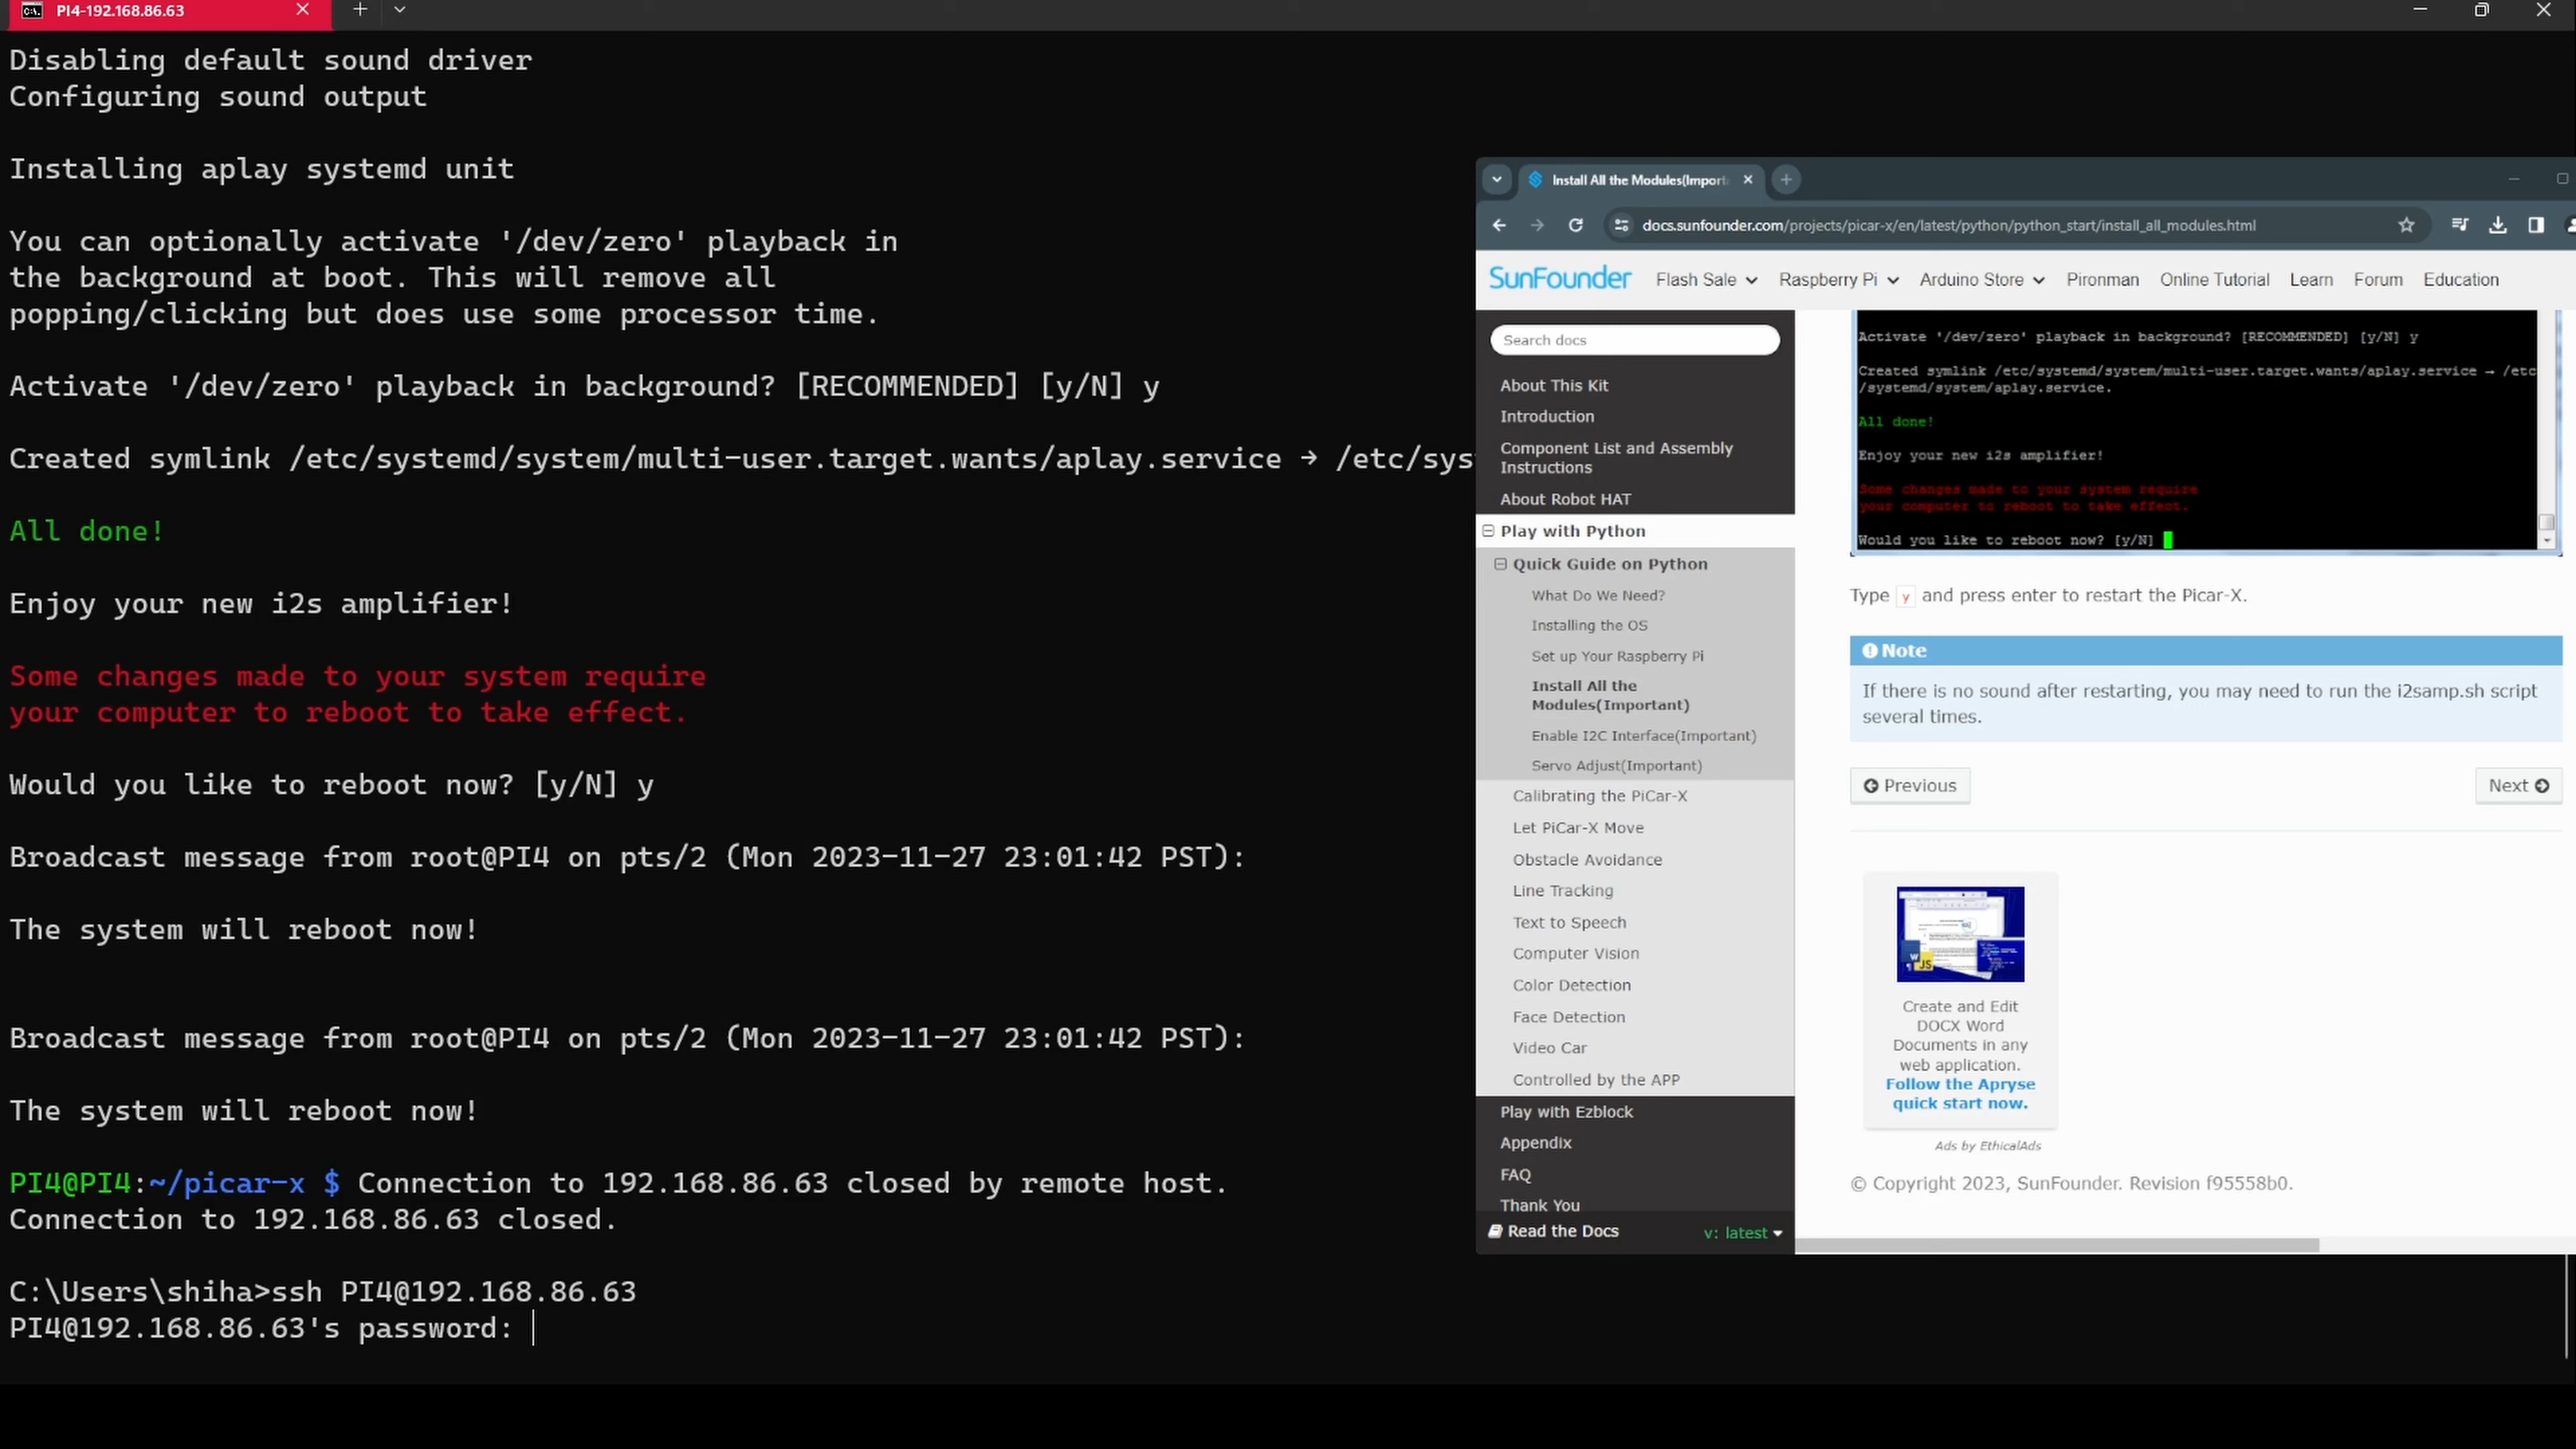 PI4-192.168.86.63
Disabling default sound driver
Configuring sound output
Installing aplay systemd unit
You can optionally activate '/dev/zero' playback in
the background at boot. This will remove all
popping/clicking but does use some processor time.
Activate '/dev/zero' playback in background? [RECOMMENDED] [y/N] y
Created symlink /etc/systemd/system/multi-user.target.wants/aplay.service → /etc/sys
All done!
Enjoy your new i2s amplifier!
Some changes made to your system require
your computer to reboot to take effect.
Would you like to reboot now? [y/N] y
Broadcast message from root@PI4 on pts/2 (Mon 2023-11-27 23:01:42 PST):
The system will reboot now!
Broadcast message from root@PI4 on pts/2 (Mon 2023-11-27 23:01:42 PST):
The system will reboot now!
PI4@PI4:~/picar-x $ Connection to 192.168.86.63 closed by remote host.
Connection to 192.168.86.63 closed.
C:\Users\shiha>ssh PI4@192.168.86.63
PI4@192.168.86.63's password:
Install All the Modules(Import
docs.sunfounder.com/projects/picar-x/en/latest/python/python_start/install_all_modules.html
SunFounder Flash Sale Raspberry Pi Arduino Store Pironman Online Tutorial Learn Forum Education
Search docs
About This Kit
Introduction
Component List and Assembly
Instructions
About Robot HAT
Play with Python
Quick Guide on Python
What Do We Need?
Installing the OS
Set up Your Raspberry Pi
Install All the
Modules(Important)
Enable I2C Interface(Important)
Servo Adjust(Important)
Calibrating the PiCar-X
Let PiCar-X Move
Obstacle Avoidance
Line Tracking
Text to Speech
Computer Vision
Color Detection
Face Detection
Video Car
Controlled by the APP
Play with Ezblock
Appendix
FAQ
Thank You
Read the Docs v: latest
Activate '/dev/zero' playback in background? [RECOMMENDED] [y/N] y
Created symlink /etc/systemd/system/multi-user.target.wants/aplay.service → /etc
/systemd/system/aplay.service.
All done!
Enjoy your new i2s amplifier!
Some changes made to your system require
your computer to reboot to take effect.
Would you like to reboot now? [y/N]
Type y and press enter to restart the Picar-X.
Note
If there is no sound after restarting, you may need to run the i2samp.sh script
several times.
Previous
Next
W
JS
Create and Edit
DOCX Word
Documents in any
web application.
Follow the Apryse
quick start now.
Ads by EthicalAds
© Copyright 2023, SunFounder. Revision f95558b0.